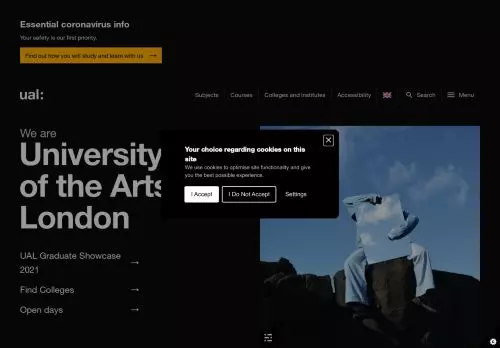 Essential coronavirus info
Your safety is our first priority.
Find out how you will study and learn with us →
ual:
Subjects
Courses
Colleges and Institutes
Accessibility
Search
Menu
We are
University
of the Arts
London
Your choice regarding cookies on this
site
We use cookies to optimise site functionality and give
you the best possible experience.
I Accept
I Do Not Accept
Settings
UAL Graduate Showcase
2021 →
Find Colleges →
Open days →